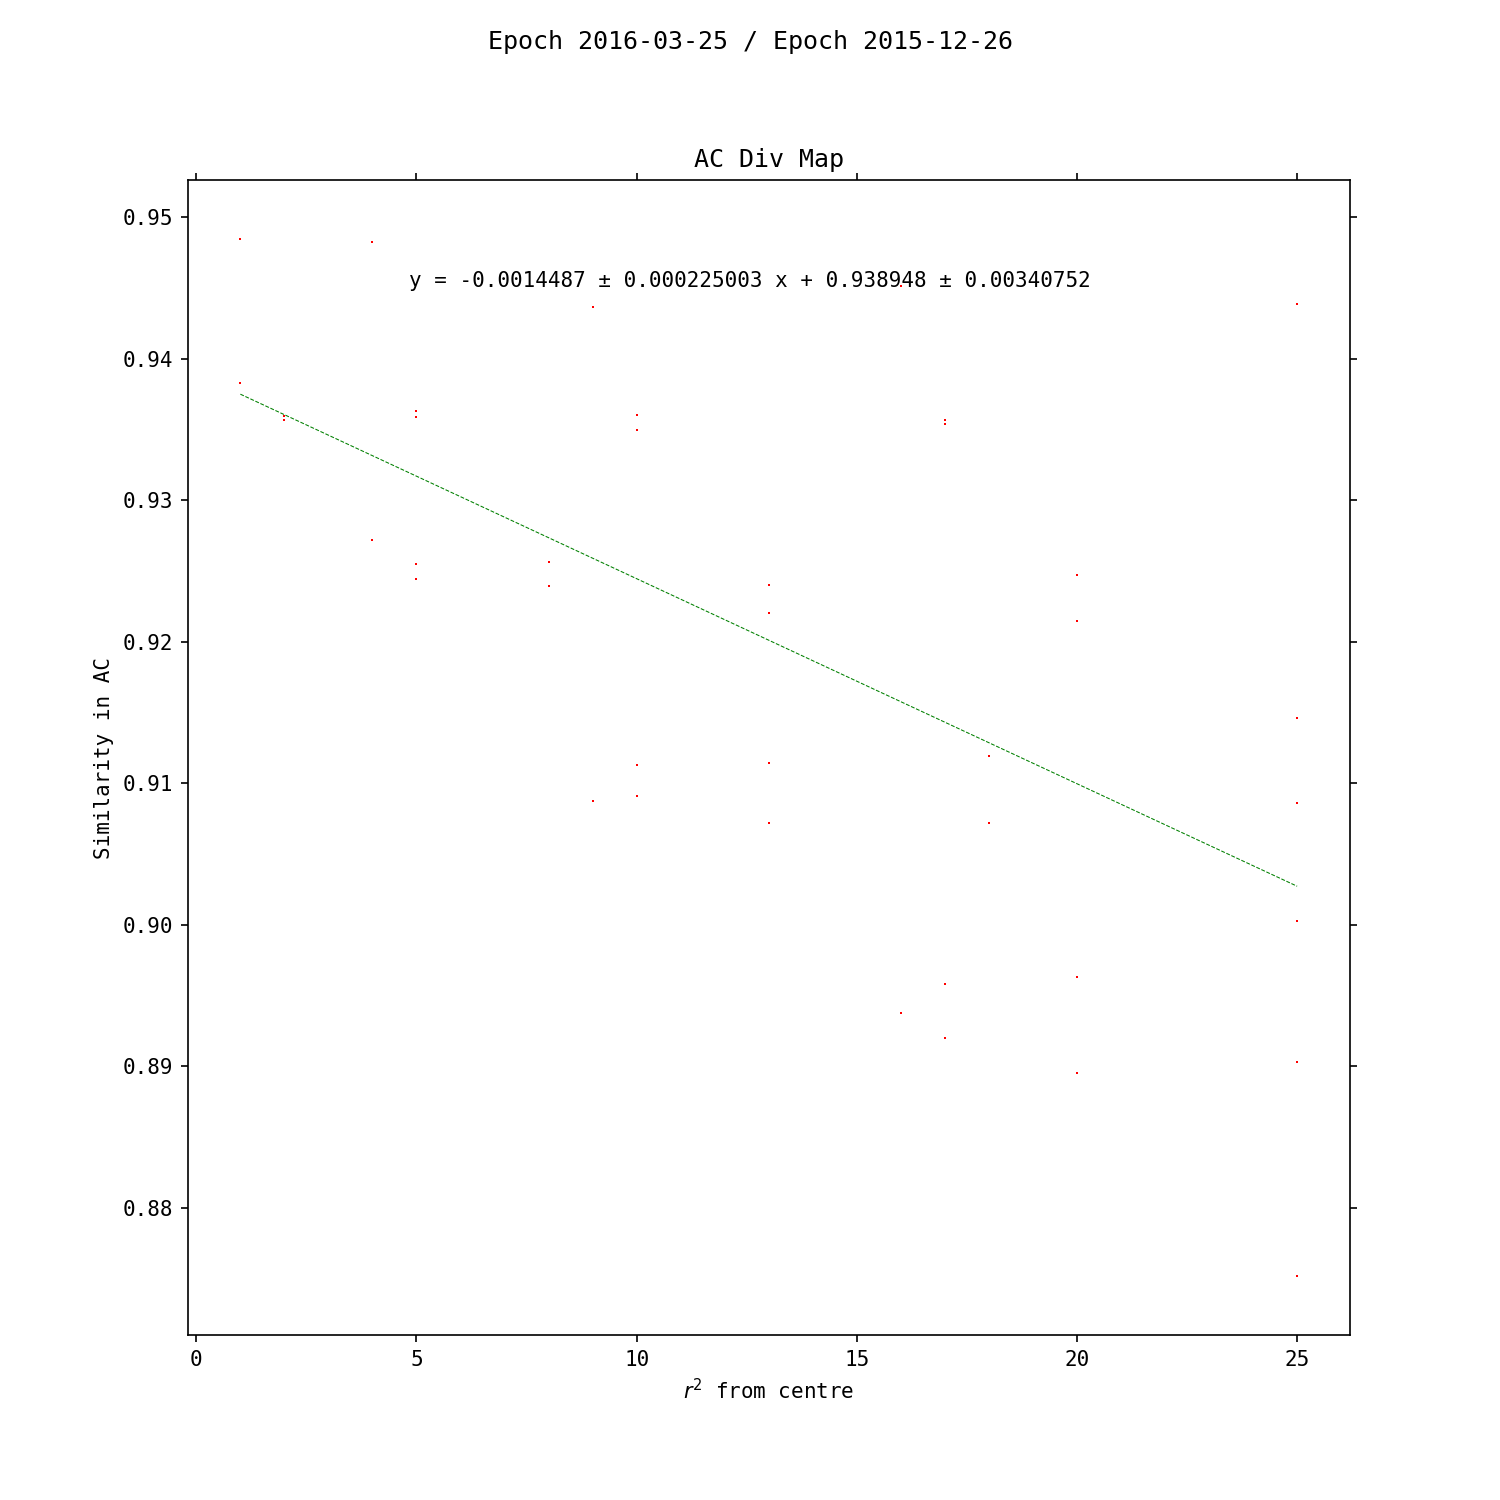 Epoch 2016-03-25 / Epoch 2015-12-26
AC Div Map
y = -0.0014487 ± 0.000225003 x + 0.938948 ± 0.00340752
0.95
0.94
0.93
0.92
0.91
0.90
0.89
0.88
Similarity in AC
0 5 10 15 20 25
r² from centre